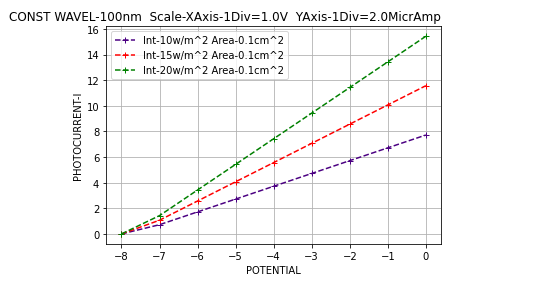 CONST WAVEL-100nm Scale-XAxis-1Div=1.0V YAxis-1Div=2.0MicrAmp
Int-10w/m^2 Area-0.1cm^2
Int-15w/m^2 Area-0.1cm^2
Int-20w/m^2 Area-0.1cm^2
PHOTOCURRENT-I
16
14
12
10
8
6
4
2
0
−8 −7 −6 −5 −4 −3 −2 −1 0
POTENTIAL